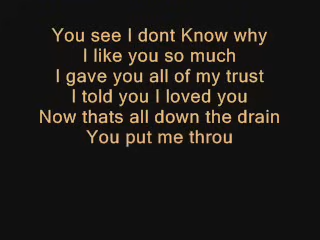 You see I dont Know why
I like you so much
I gave you all of my trust
I told you I loved you
Now thats all down the drain
You put me throu